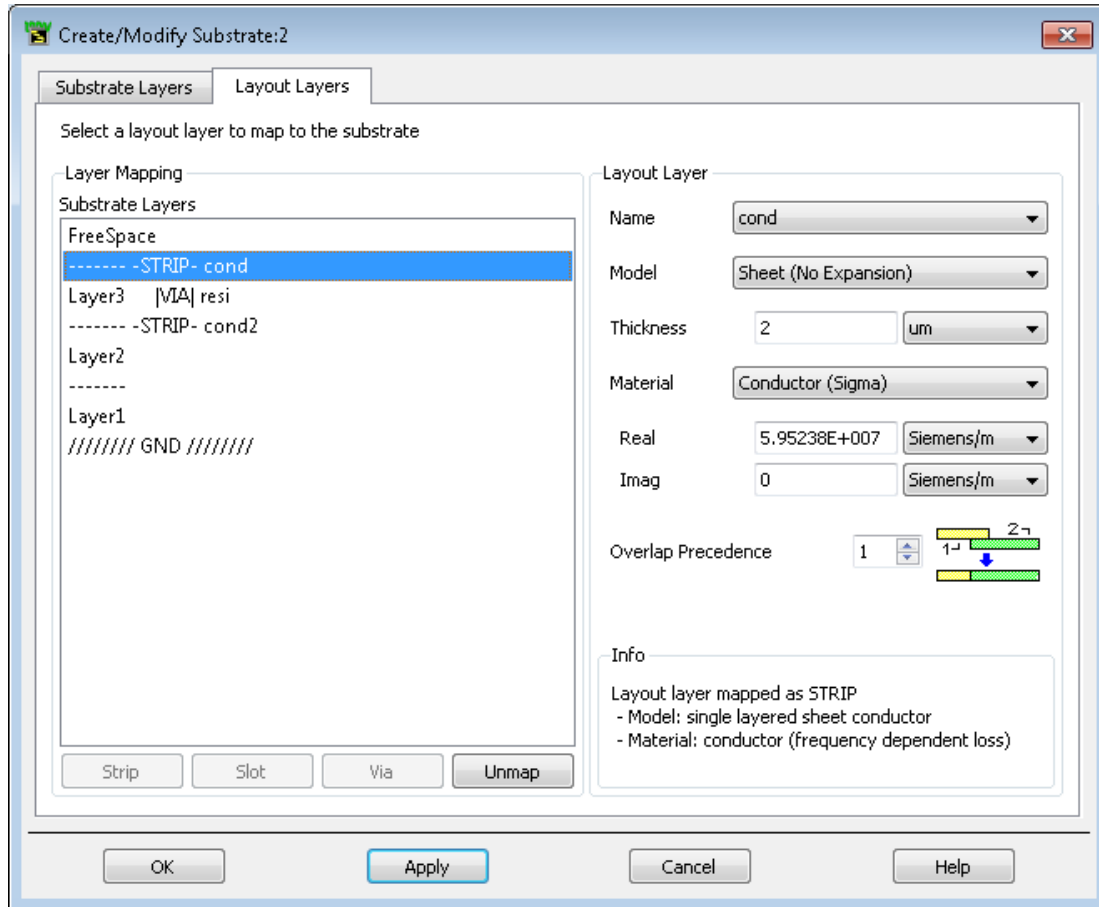 Create/Modify Substrate:2
Substrate Layers
Layout Layers
Select a layout layer to map to the substrate
Layer Mapping
Substrate Layers
FreeSpace
------- -STRIP- cond
Layer3 |VIA| resi
------- -STRIP- cond2
Layer2
-------
Layer1
//////// GND ////////
Strip
Slot
Via
Unmap
Layout Layer
Name cond
Model Sheet (No Expansion)
Thickness 2 um
Material Conductor (Sigma)
Real 5.95238E+007 Siemens/m
Imag 0 Siemens/m
Overlap Precedence 1
2
1
Info
Layout layer mapped as STRIP
- Model: single layered sheet conductor
- Material: conductor (frequency dependent loss)
OK
Apply
Cancel
Help